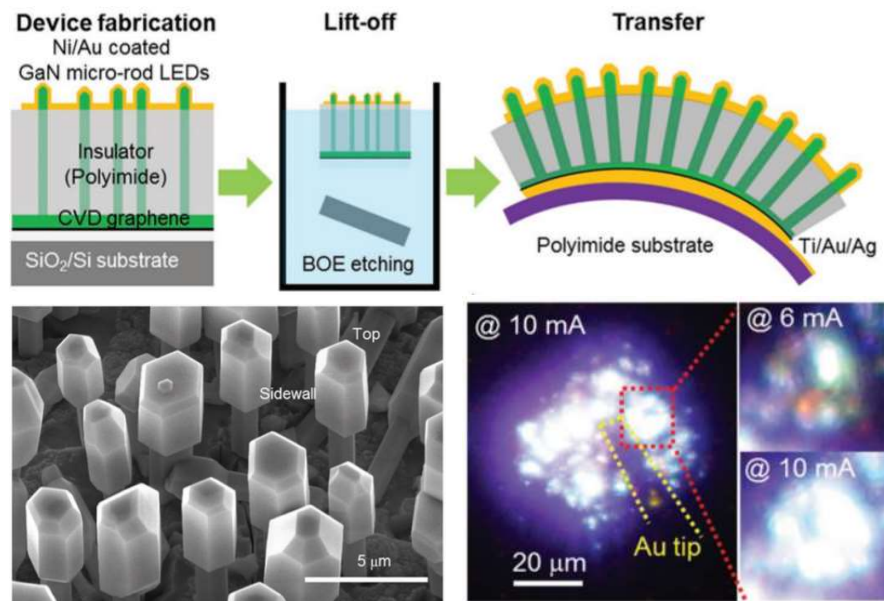 Device fabrication
Ni/Au coated
GaN micro-rod LEDs
Insulator
(Polyimide)
CVD graphene
SiO₂/Si substrate
Lift-off
BOE etching
Transfer
Polyimide substrate
Ti/Au/Ag
Top
Sidewall
5 μm
@ 10 mA
Au tip
20 μm
@ 6 mA
@ 10 mA